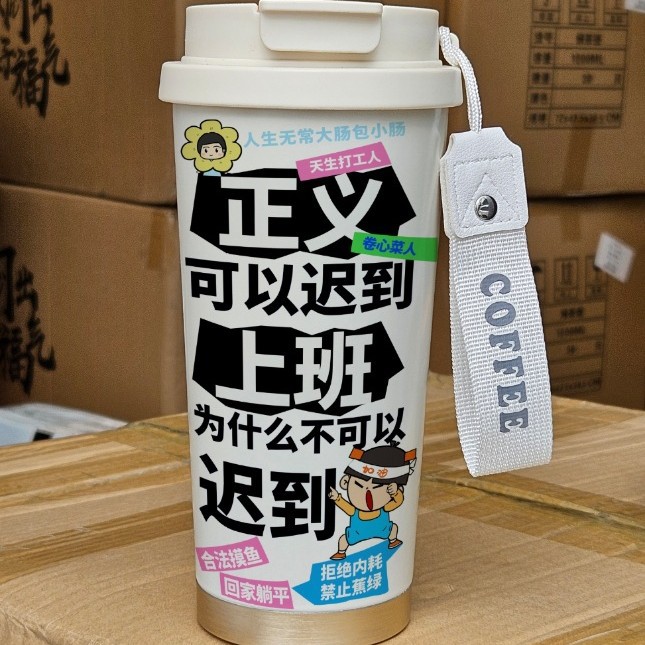 人生无常大肠包小肠
天生打工人
正义
卷心菜人
可以迟到
上班
为什么不可以
迟到
加油
合法摸鱼
回家躺平
拒绝内耗
禁止蕉绿
COFFEE